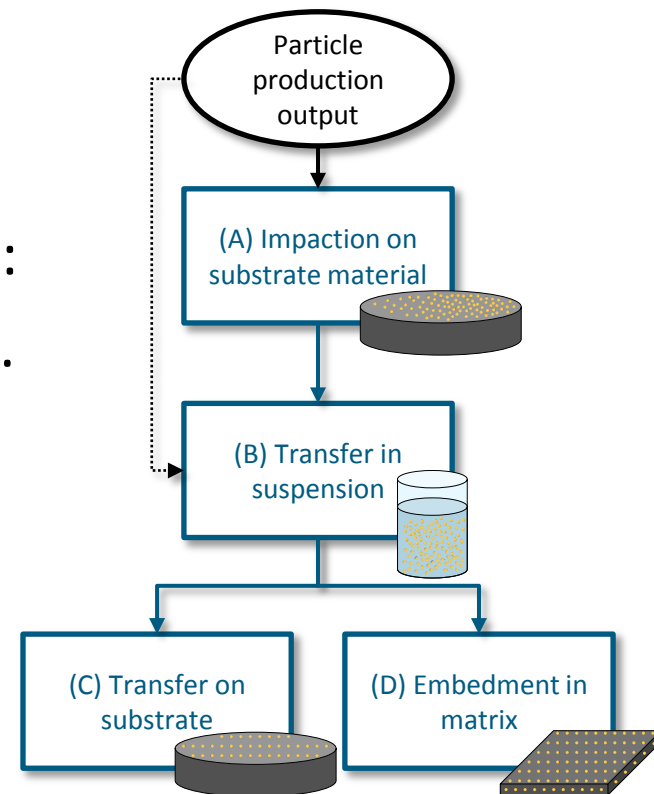 Particle
production
output
:
(A) Impaction on
substrate material
.
(B) Transfer in
suspension
(C) Transfer on
substrate
(D) Embedment in
matrix